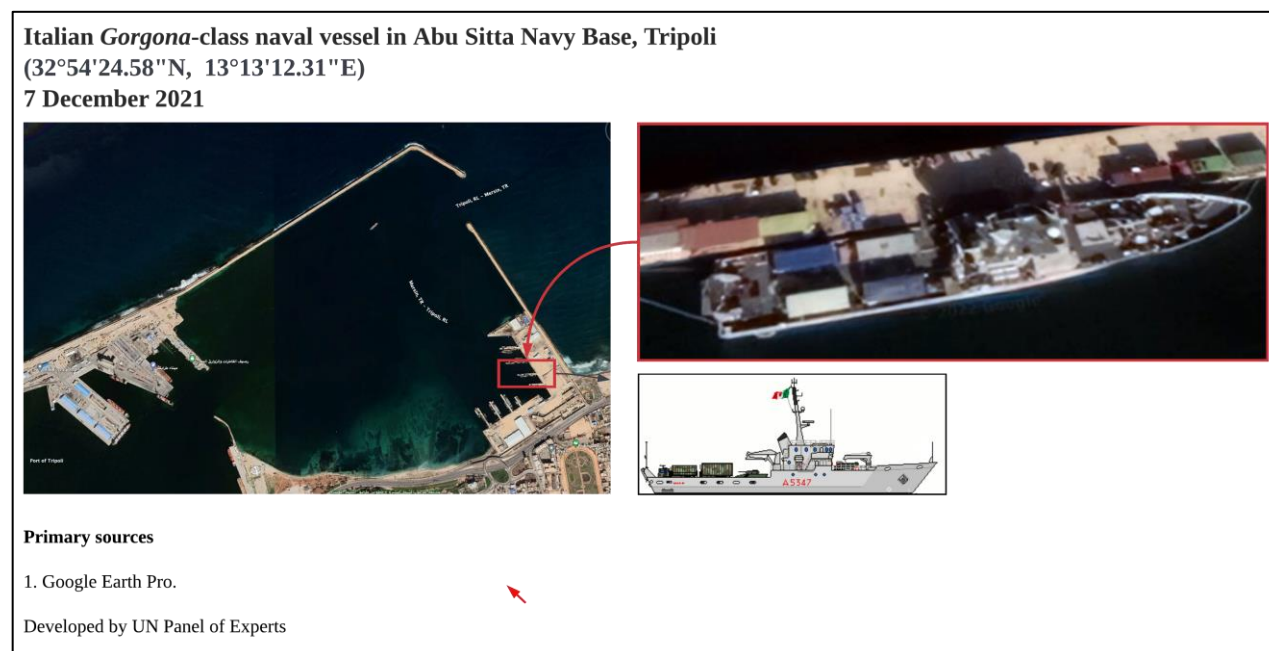 Italian Gorgona-class naval vessel in Abu Sitta Navy Base, Tripoli
(32°54'24.58"N, 13°13'12.31"E)
7 December 2021
Tripoli, RL - Mersin, TR
Mersin, TR - Tripoli, RL
Port of Tripoli
A5347
Primary sources
1. Google Earth Pro.
Developed by UN Panel of Experts